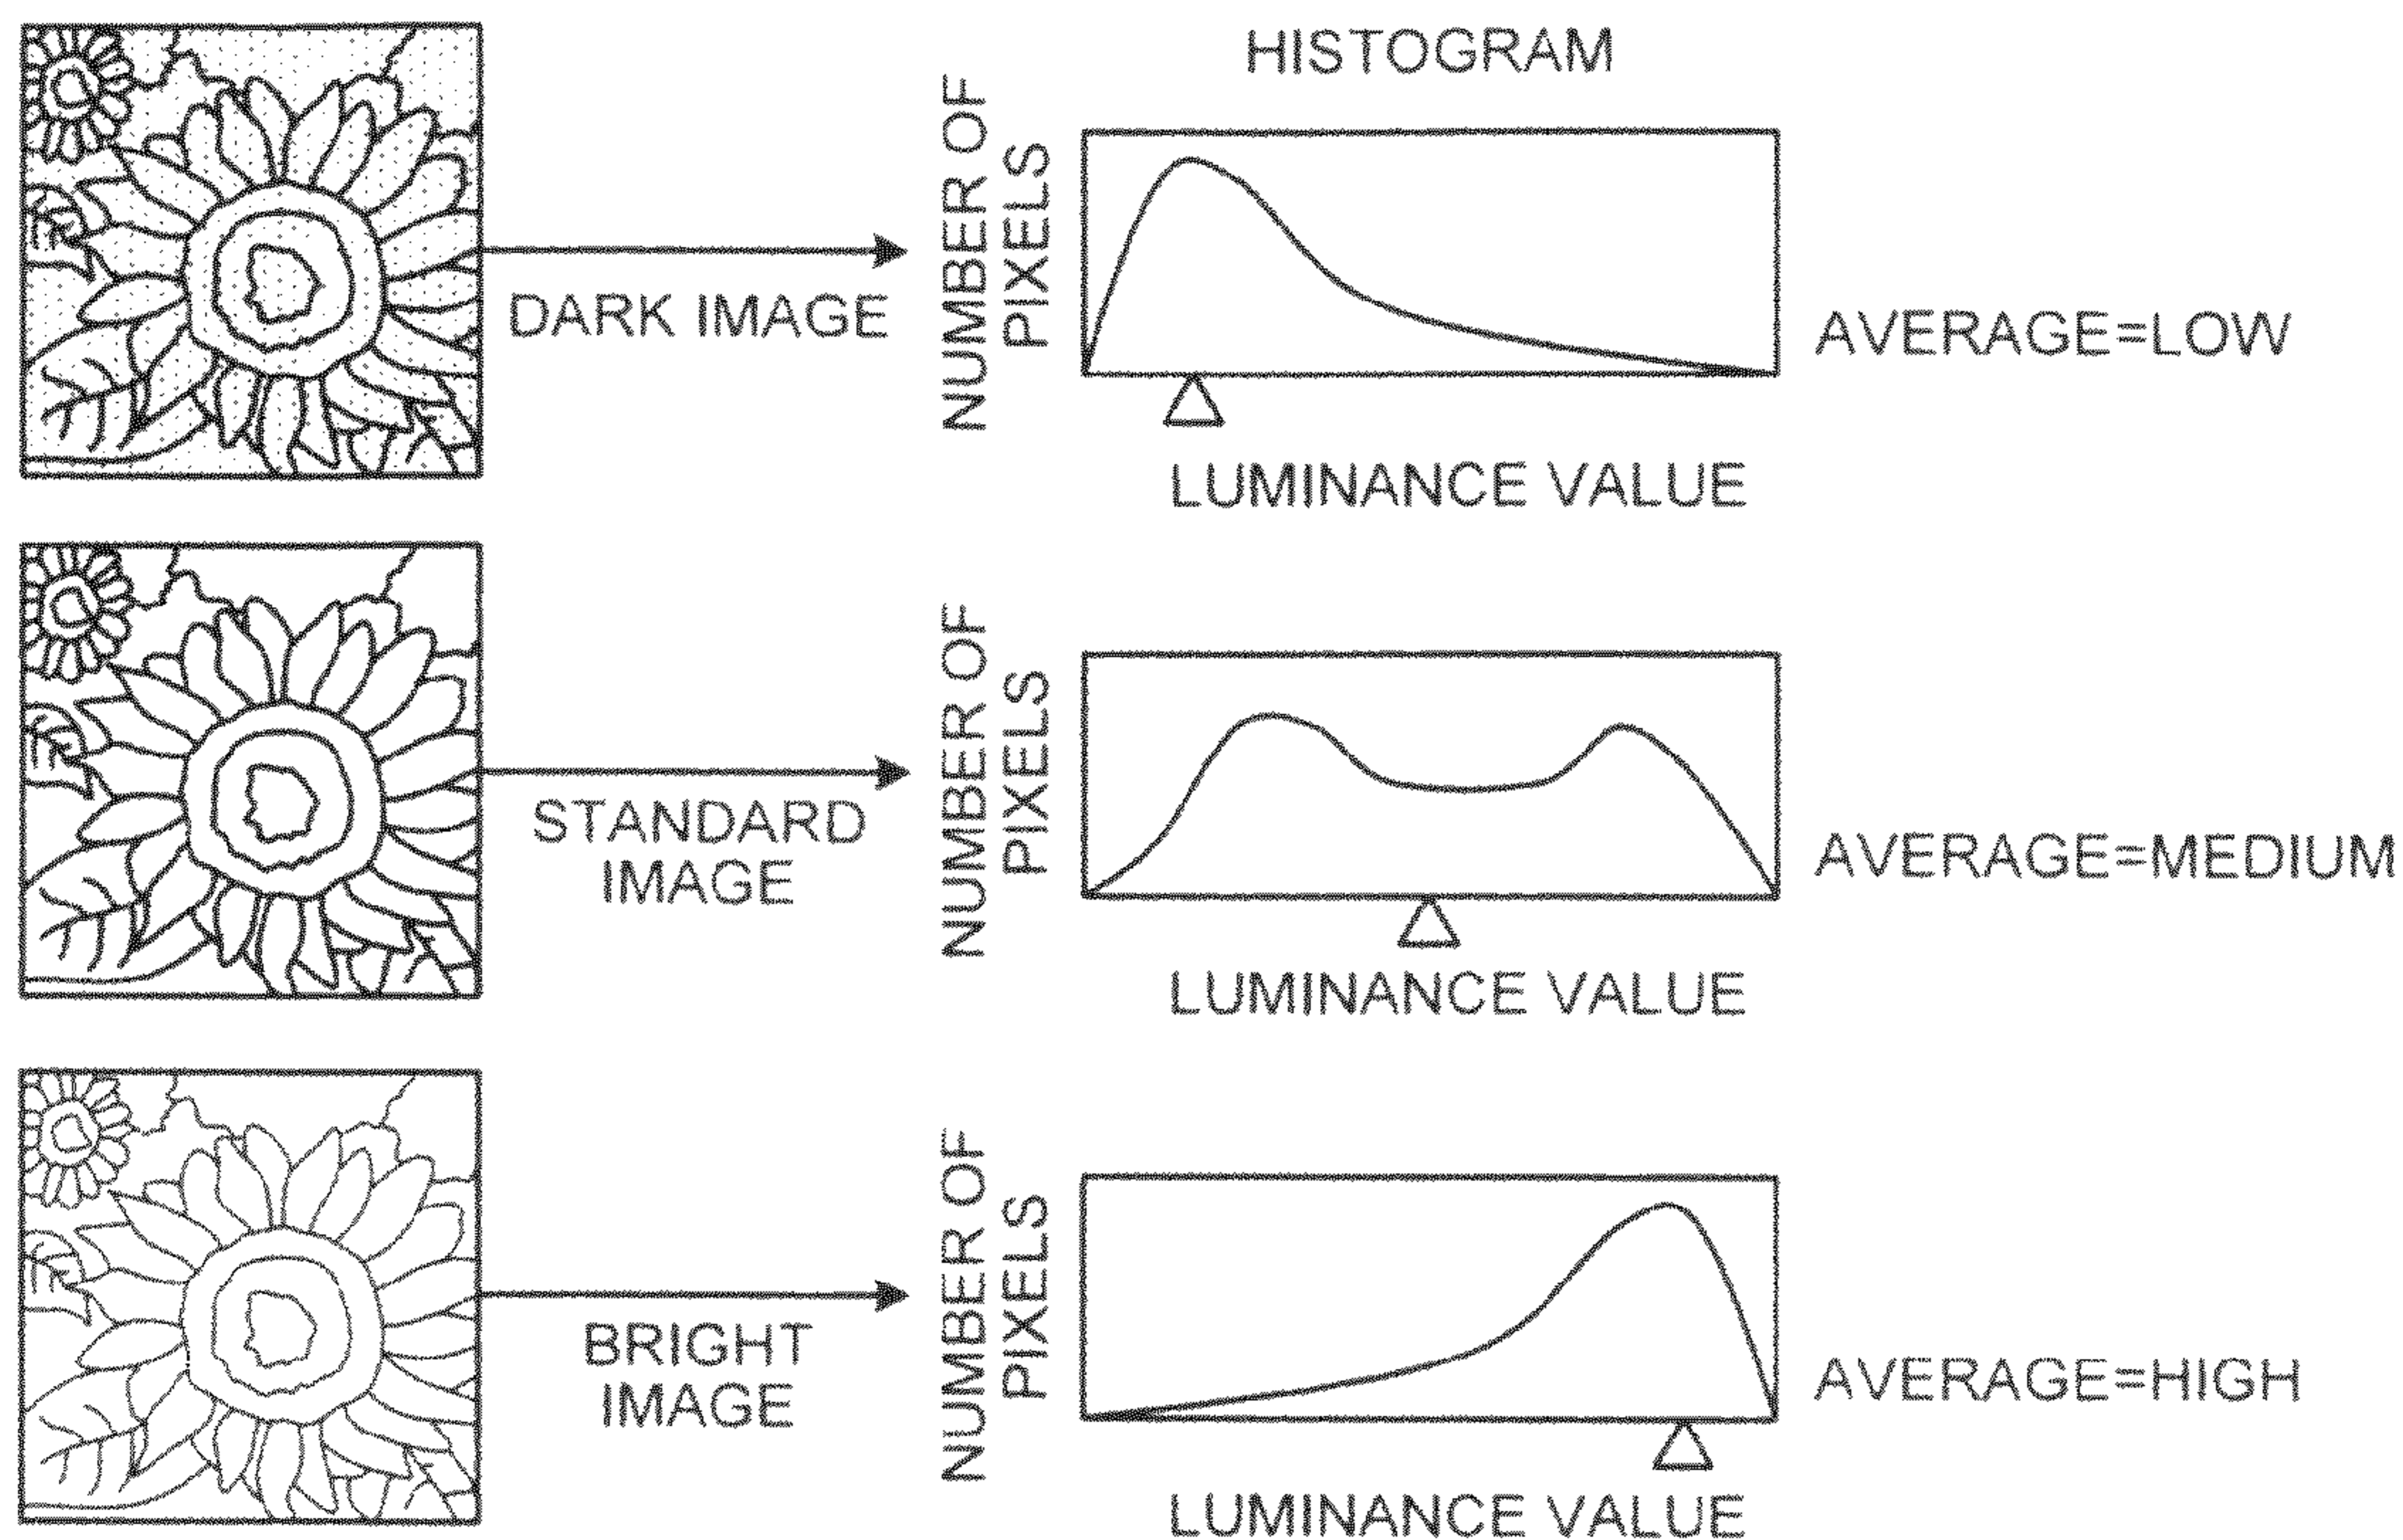 HISTOGRAM
NUMBER OF
PIXELS
DARK IMAGE
AVERAGE=LOW
LUMINANCE VALUE
NUMBER OF
PIXELS
STANDARD
IMAGE
AVERAGE=MEDIUM
LUMINANCE VALUE
NUMBER OF
PIXELS
BRIGHT
IMAGE
AVERAGE=HIGH
LUMINANCE VALUE